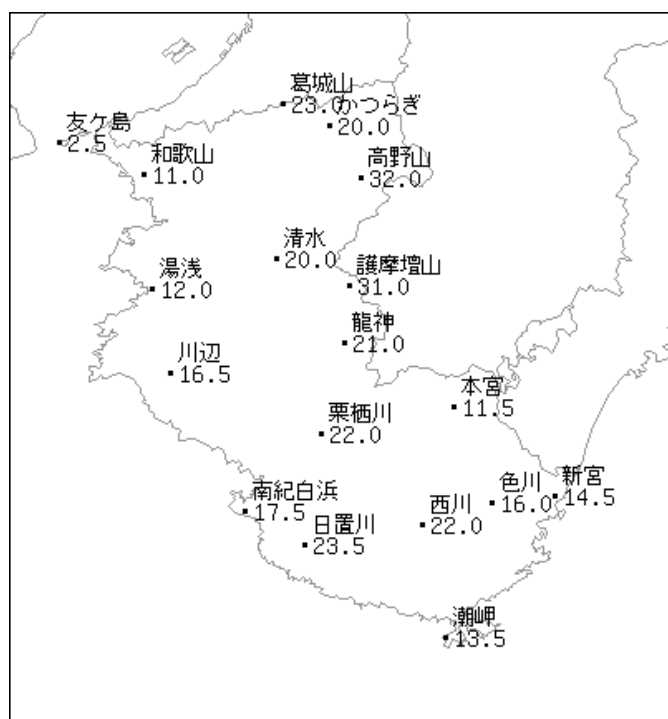 葛城山
23.0
かつらぎ
20.0
友ケ島
2.5
和歌山
11.0
高野山
32.0
清水
20.0
護摩壇山
31.0
湯浅
12.0
龍神
21.0
川辺
16.5
本宮
11.5
栗栖川
22.0
新宮
14.5
色川
16.0
南紀白浜
17.5
西川
22.0
日置川
23.5
潮岬
13.5